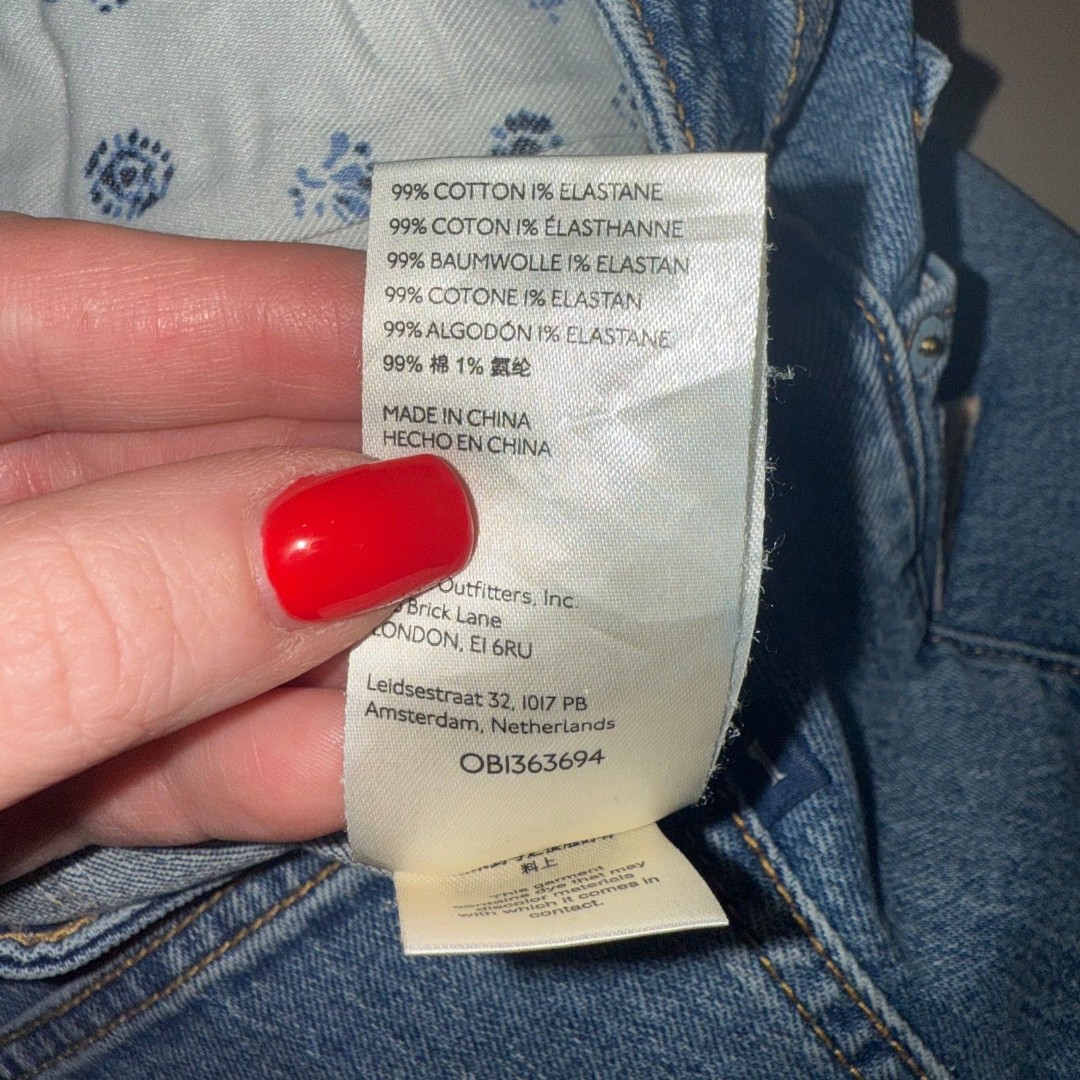 99% COTTON 1% ELASTANE
99% COTON 1% ÉLASTHANNE
99% BAUMWOLLE 1% ELASTAN
99% COTONE 1% ELASTAN
99% ALGODÓN 1% ELASTANE
99% 棉 1% 氨纶
MADE IN CHINA
HECHO EN CHINA
Outfitters, Inc.
Brick Lane
LONDON, E1 6RU
Leidsestraat 32, 1017 PB
Amsterdam, Netherlands
OB1363694
料上
This garment
contains dye that may
discolor materials
with which it comes in
contact.